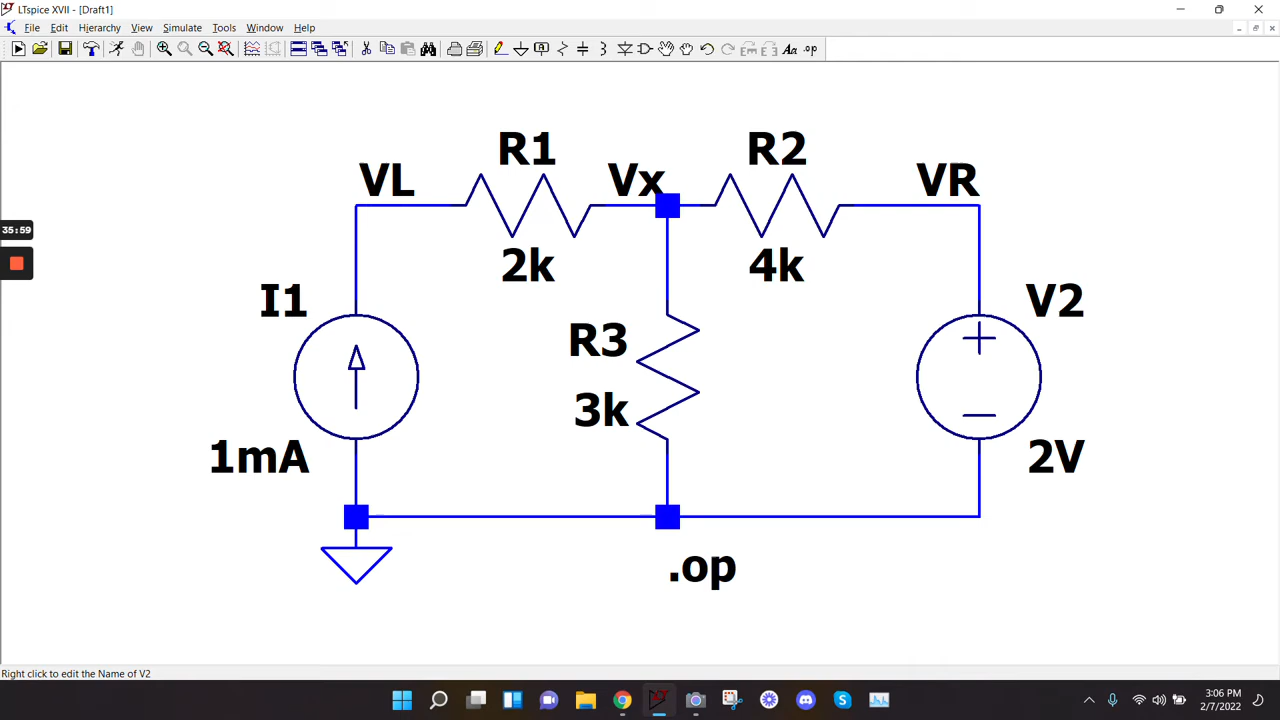 LTspice XVII - [Draft1]
File Edit Hierarchy View Simulate Tools Window Help
Aa .op
R1 R2
VL Vx VR
35:59
2k 4k
I1 V2
R3
3k
1mA 2V
.op
Right click to edit the Name of V2
3:06 PM
2/7/2022